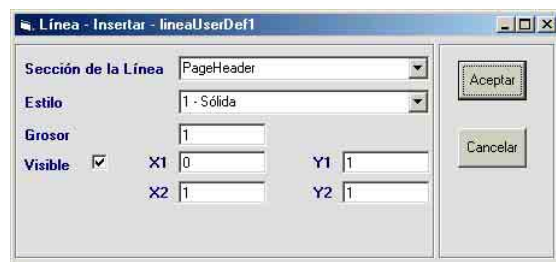 Línea - Insertar - lineaUserDef1
Sección de la Línea PageHeader
Aceptar
Estilo 1 - Sólida
Grosor 1
Cancelar
Visible X1 0 Y1 1
X2 1 Y2 1